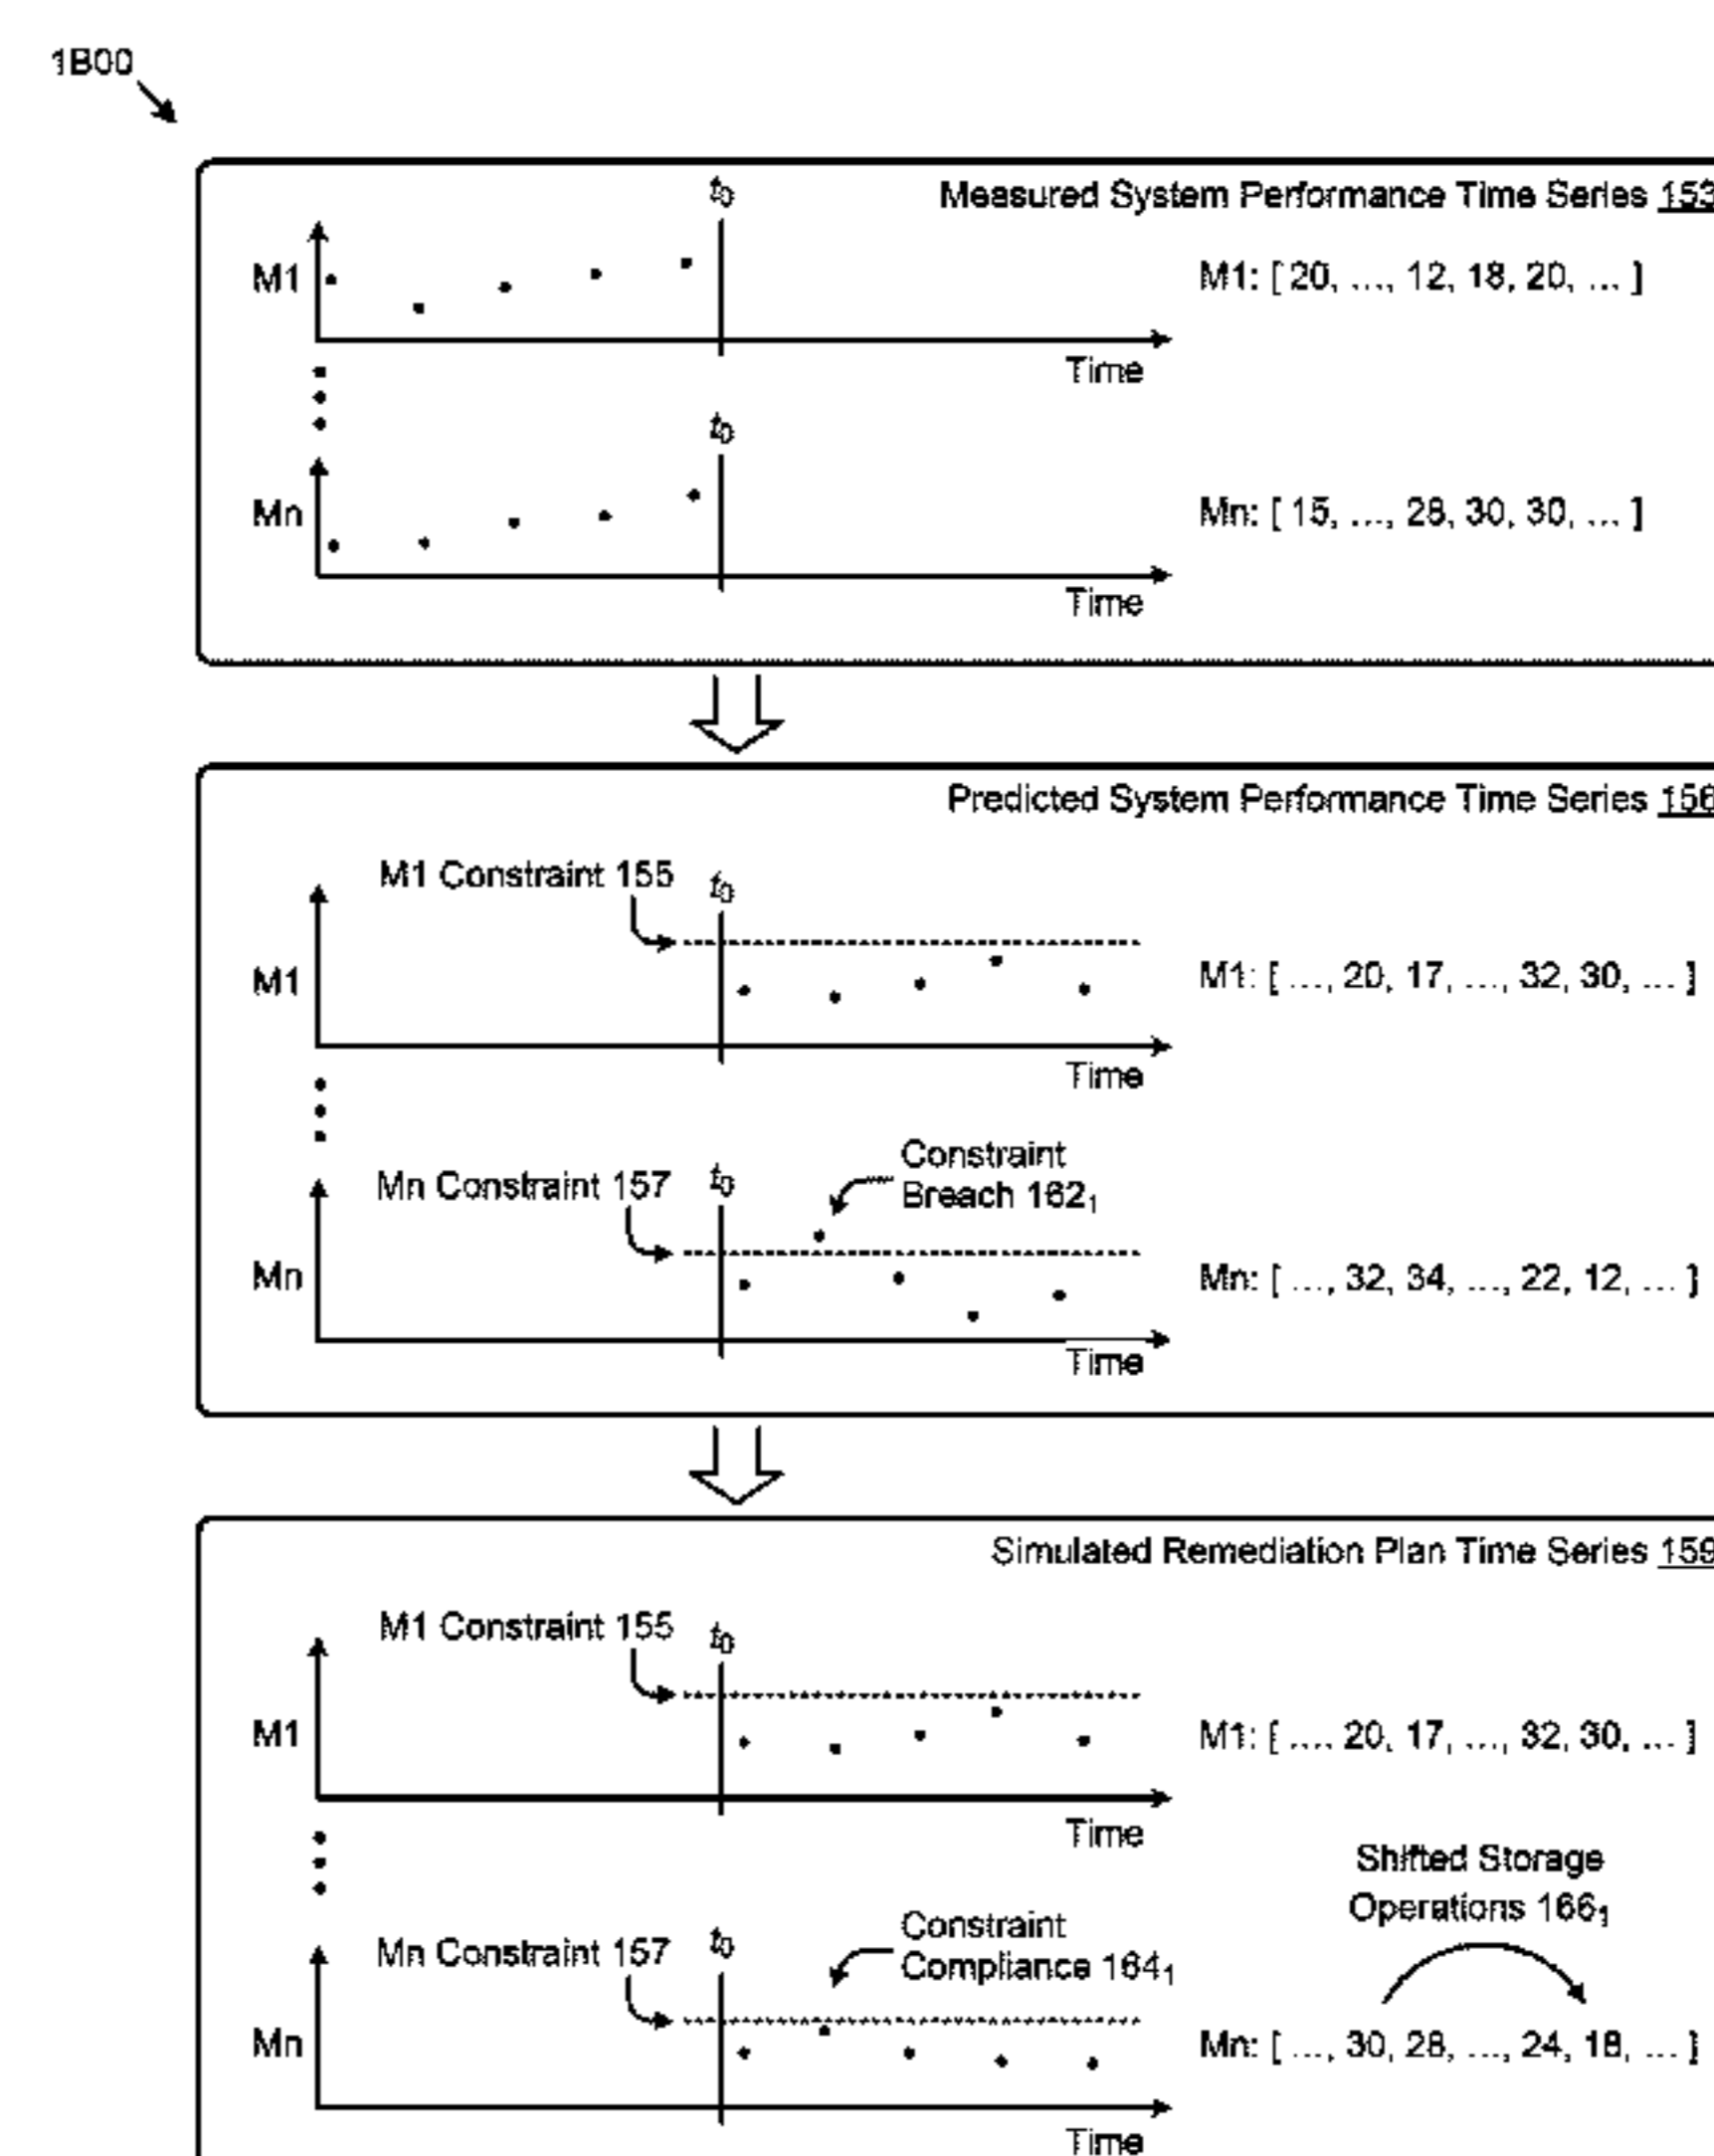 1B00
Measured System Performance Time Series 153
t0
M1
M1: [ 20, ..., 12, 18, 20, ... ]
Time
t0
Mn
Mn: [ 15, ..., 28, 30, 30, ... ]
Time
Predicted System Performance Time Series 156
M1 Constraint 155
t0
M1
M1: [ ..., 20, 17, ..., 32, 30, ... ]
Time
Constraint
Breach 162₁
Mn Constraint 157
t0
Mn
Mn: [ ..., 32, 34, ..., 22, 12, ... ]
Time
Simulated Remediation Plan Time Series 159
M1 Constraint 155
t0
M1
M1: [ ..., 20, 17, ..., 32, 30, ... ]
Time
Shifted Storage
Operations 166₁
Constraint
Compliance 164₁
Mn Constraint 157
t0
Mn
Mn: [ ..., 30, 28, ..., 24, 18, ... ]
Time